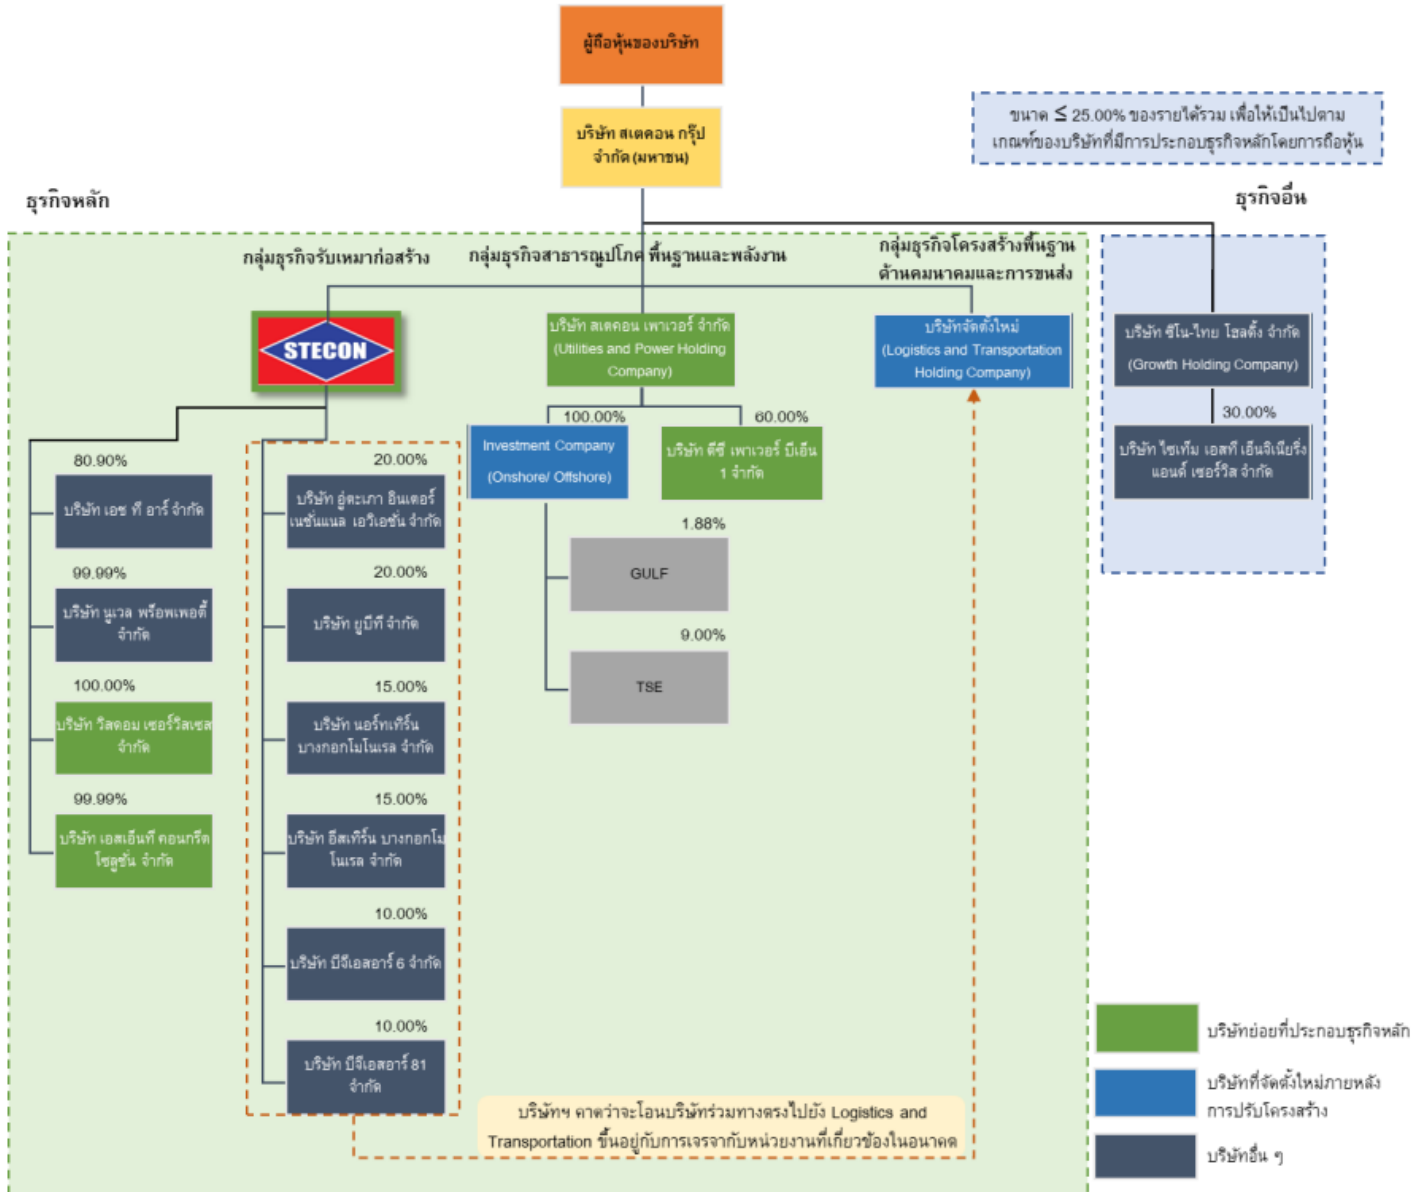 ผู้ถือหุ้นของบริษัท
บริษัท สเตคอน กรุ๊ป
จำกัด (มหาชน)
ขนาด ≤ 25.00% ของรายได้รวม เพื่อให้เป็นไปตาม
เกณฑ์ของบริษัทที่มีการประกอบธุรกิจหลักโดยการถือหุ้น
ธุรกิจหลัก
ธุรกิจอื่น
กลุ่มธุรกิจรับเหมาก่อสร้าง
กลุ่มธุรกิจสาธารณูปโภค พื้นฐานและพลังงาน
กลุ่มธุรกิจโครงสร้างพื้นฐาน
ด้านคมนาคมและการขนส่ง
STECON
บริษัท สเตคอน เพาเวอร์ จำกัด
(Utilities and Power Holding
Company)
บริษัทจัดตั้งใหม่
(Logistics and Transportation
Holding Company)
บริษัท ซิโน-ไทย โฮลดิ้ง จำกัด
(Growth Holding Company)
80.90%
บริษัท เอช ที อาร์ จำกัด
99.99%
บริษัท นูเวล พร็อพเพอตี้
จำกัด
100.00%
บริษัท วิสดอม เซอร์วิสเซส
จำกัด
99.99%
บริษัท เอสเอ็นที คอนกรีต
โซลูชั่น จำกัด
20.00%
บริษัท อู่ตะเภา อินเตอร์
เนชั่นแนล เอวิเอชั่น จำกัด
20.00%
บริษัท ยูบีที จำกัด
15.00%
บริษัท นอร์ทเทิร์น
บางกอกโมโนเรล จำกัด
15.00%
บริษัท อีสเทิร์น บางกอกโม
โนเรล จำกัด
10.00%
บริษัท บีจีเอสอาร์ 6 จำกัด
10.00%
บริษัท บีจีเอสอาร์ 81
จำกัด
100.00%
Investment Company
(Onshore/ Offshore)
60.00%
บริษัท ดีซี เพาเวอร์ บีเอ็น
1 จำกัด
1.88%
GULF
9.00%
TSE
30.00%
บริษัท ไซเท็ม เอสที เอ็นจิเนียริ่ง
แอนด์ เซอร์วิส จำกัด
บริษัทฯ คาดว่าจะโอนบริษัทร่วมทางตรงไปยัง Logistics and
Transportation ขึ้นอยู่กับการเจรจากับหน่วยงานที่เกี่ยวข้องในอนาคต
บริษัทย่อยที่ประกอบธุรกิจหลัก
บริษัทที่จัดตั้งใหม่ภายหลัง
การปรับโครงสร้าง
บริษัทอื่น ๆ